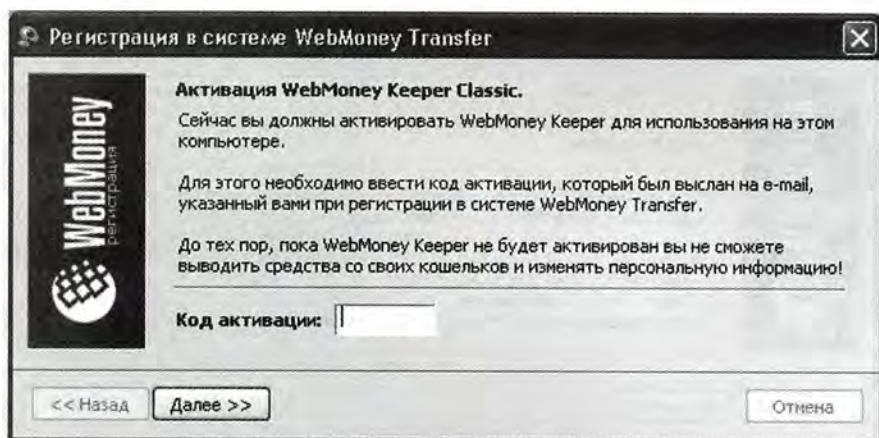 Регистрация в системе WebMoney Transfer
WebMoney
регистрация
Активация WebMoney Keeper Classic.
Сейчас вы должны активировать WebMoney Keeper для использования на этом
компьютере.
Для этого необходимо ввести код активации, который был выслан на e-mail,
указанный вами при регистрации в системе WebMoney Transfer.
До тех пор, пока WebMoney Keeper не будет активирован вы не сможете
выводить средства со своих кошельков и изменять персональную информацию!
Код активации:
<< Назад
Далее >>
Отмена